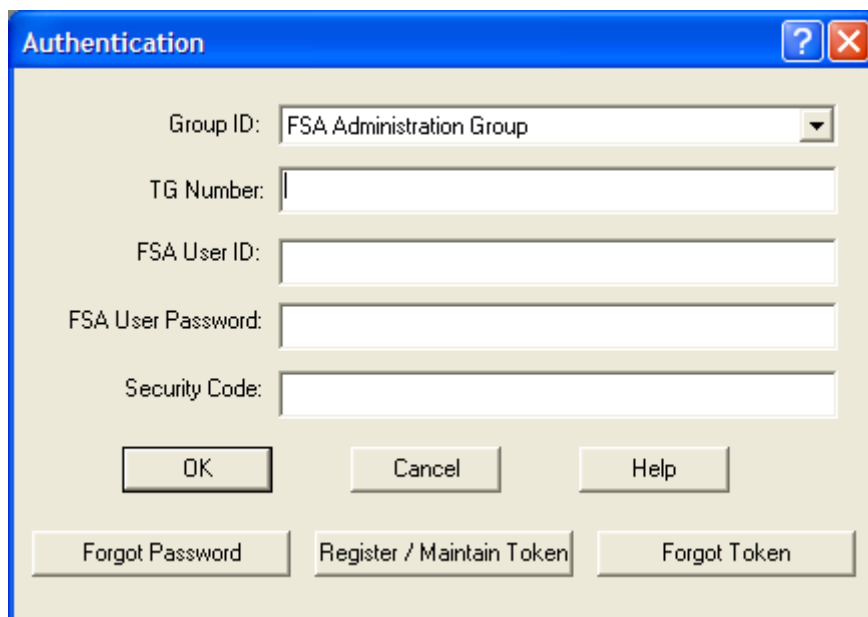 Authentication
Group ID: FSA Administration Group
TG Number:
FSA User ID:
FSA User Password:
Security Code:
OK Cancel Help
Forgot Password Register / Maintain Token Forgot Token